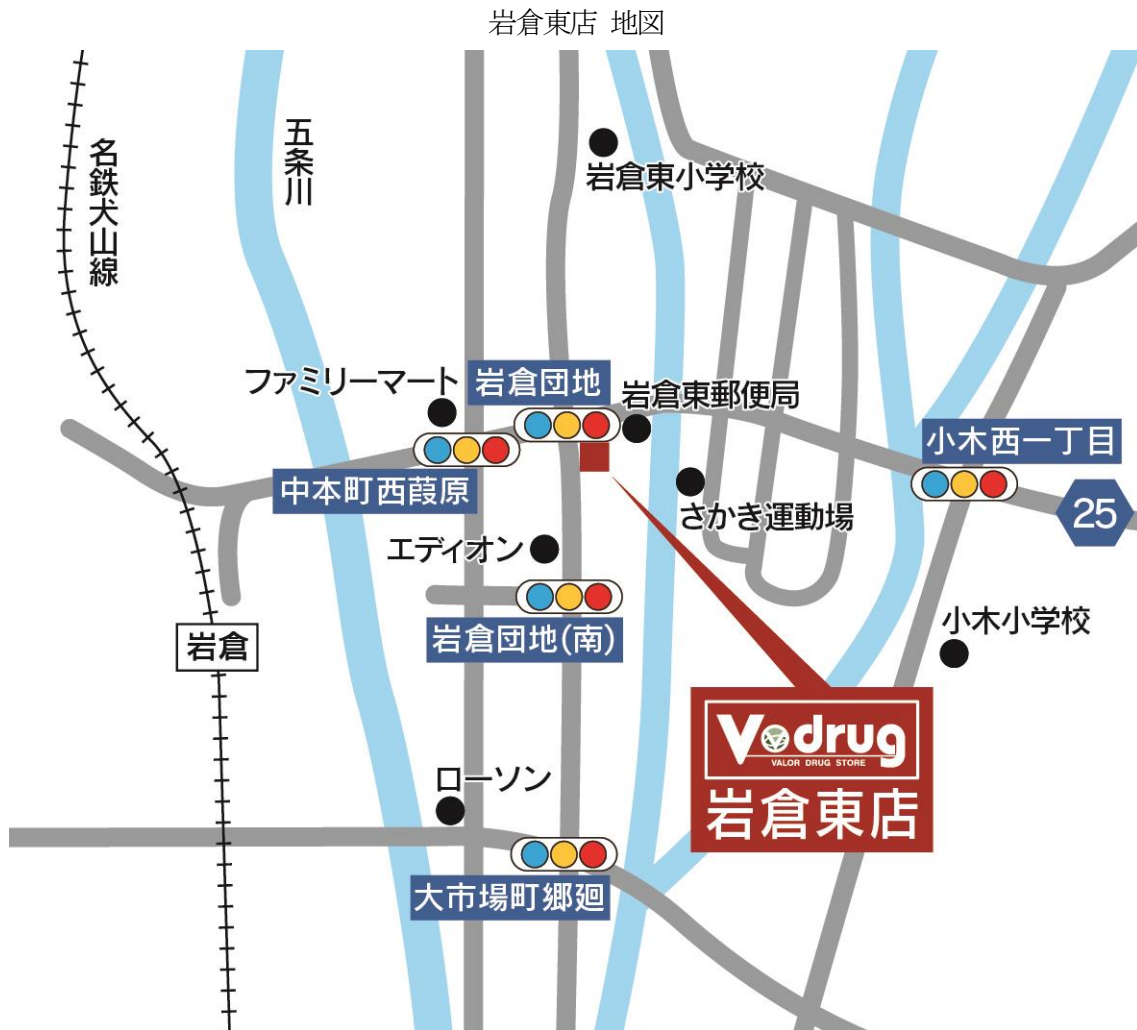 岩倉東店 地図
五条川
名鉄犬山線
岩倉東小学校
ファミリーマート
岩倉団地
岩倉東郵便局
小木西一丁目
中本町西葭原
さかき運動場
25
エディオン
岩倉団地(南)
小木小学校
岩倉
Vdrug
VALOR DRUG STORE
岩倉東店
ローソン
大市場町郷廻